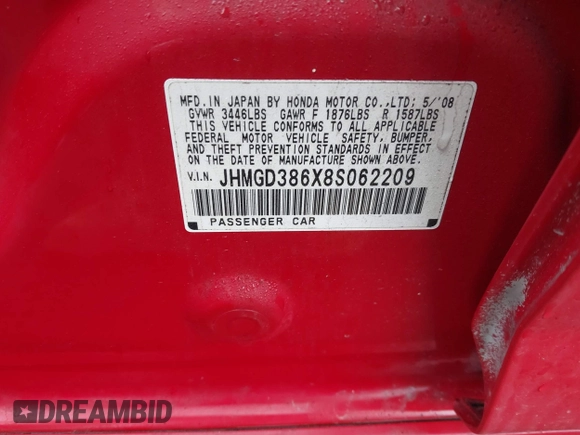 MFD. IN JAPAN BY HONDA MOTOR CO.,LTD; 5/'08
GVWR 3446LBS GAWR F 1876LBS R 1587LBS
THIS VEHICLE CONFORMS TO ALL APPLICABLE
FEDERAL MOTOR VEHICLE SAFETY, BUMPER,
AND THEFT PREVENTION STANDARDS IN EFFECT
ON THE DATE OF MANUFACTURE SHOWN ABOVE.
V.I.N. JHMGD386X8S062209
PASSENGER CAR
DREAMBID